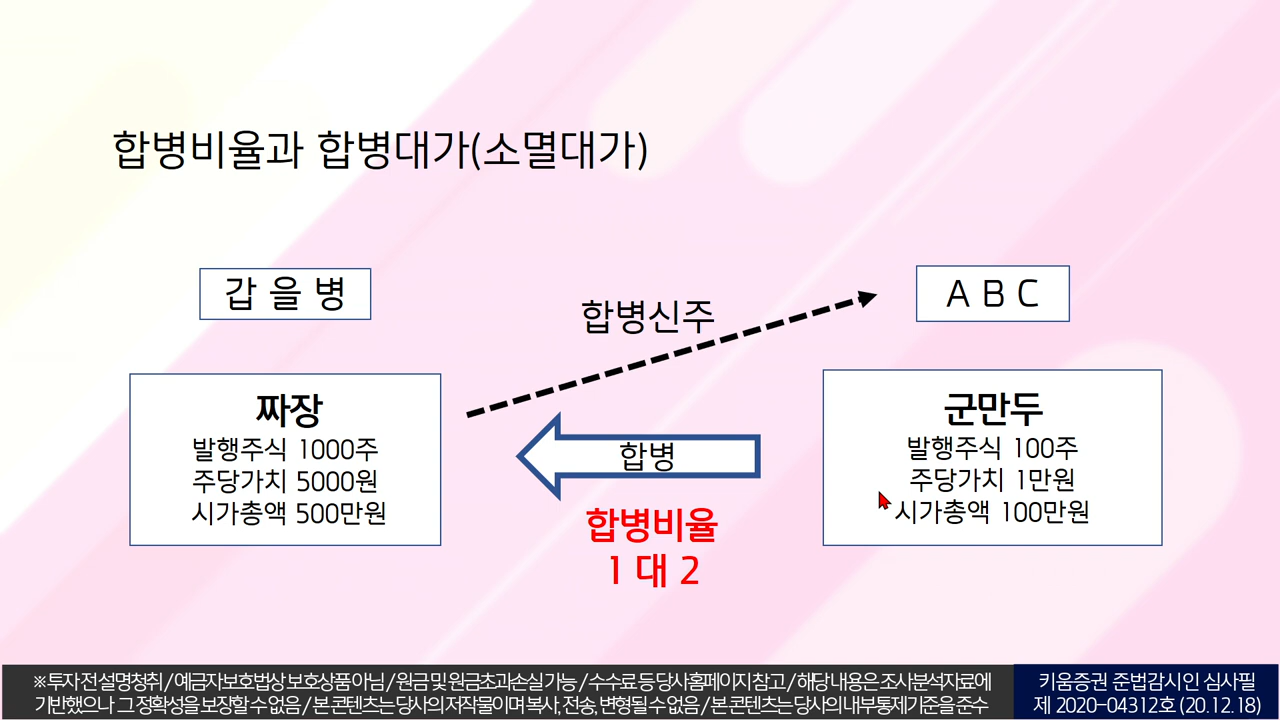 합병비율과 합병대가(소멸대가)
갑 을 병
합병신주
A B C
짜장
발행주식 1000주
주당가치 5000원
시가총액 500만원
합병
합병비율
1 대 2
군만두
발행주식 100주
주당가치 1만원
시가총액 100만원
※ 투자 전 설명청취 / 예금자보호법상 보호상품 아님 / 원금 및 원금초과손실 가능 / 수수료 등 당사홈페이지 참고 / 해당 내용은 조사분석자료에
기반했으나 그 정확성을 보장할 수 없음 / 본 콘텐츠는 당사의 저작물이며 복사, 전송, 변형될 수 없음 / 본 콘텐츠는 당사의 내부통제기준을 준수
키움증권 준법감시인 심사필
제 2020-04312호 (20.12.18)